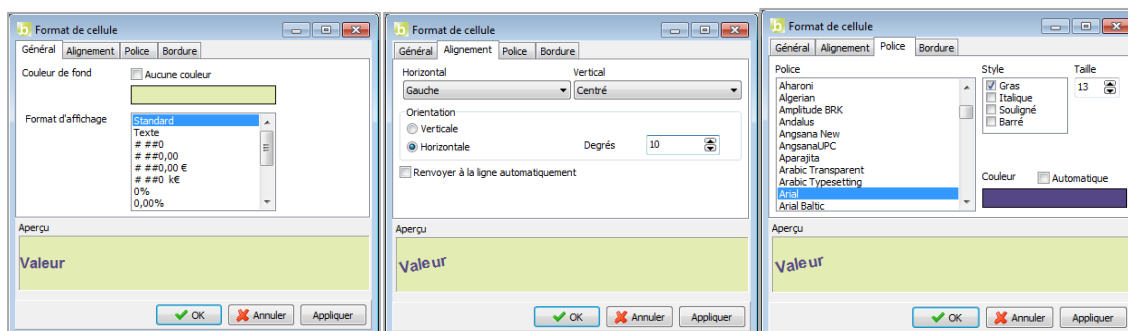 Format de cellule
Général Alignement Police Bordure
Couleur de fond
Aucune couleur
Format d'affichage
Standard
Texte
# ##0
# ##0,00
# ##0,00 €
# ##0 k€
0%
0,00%
Aperçu
Valeur
OK Annuler Appliquer
Format de cellule
Général Alignement Police Bordure
Horizontal Vertical
Gauche Centré
Orientation
Verticale
Horizontale Degrés 10
Renvoyer à la ligne automatiquement
Aperçu
Valeur
OK Annuler Appliquer
Format de cellule
Général Alignement Police Bordure
Police Style Taille
Aharoni
Algerian
Amplitude BRK
Andalus
Angsana New
AngsanaUPC
Aparajita
Arabic Transparent
Arabic Typesetting
Arial
Arial Baltic
Gras
Italique
Souligné
Barré
13
Couleur Automatique
Aperçu
Valeur
OK Annuler Appliquer